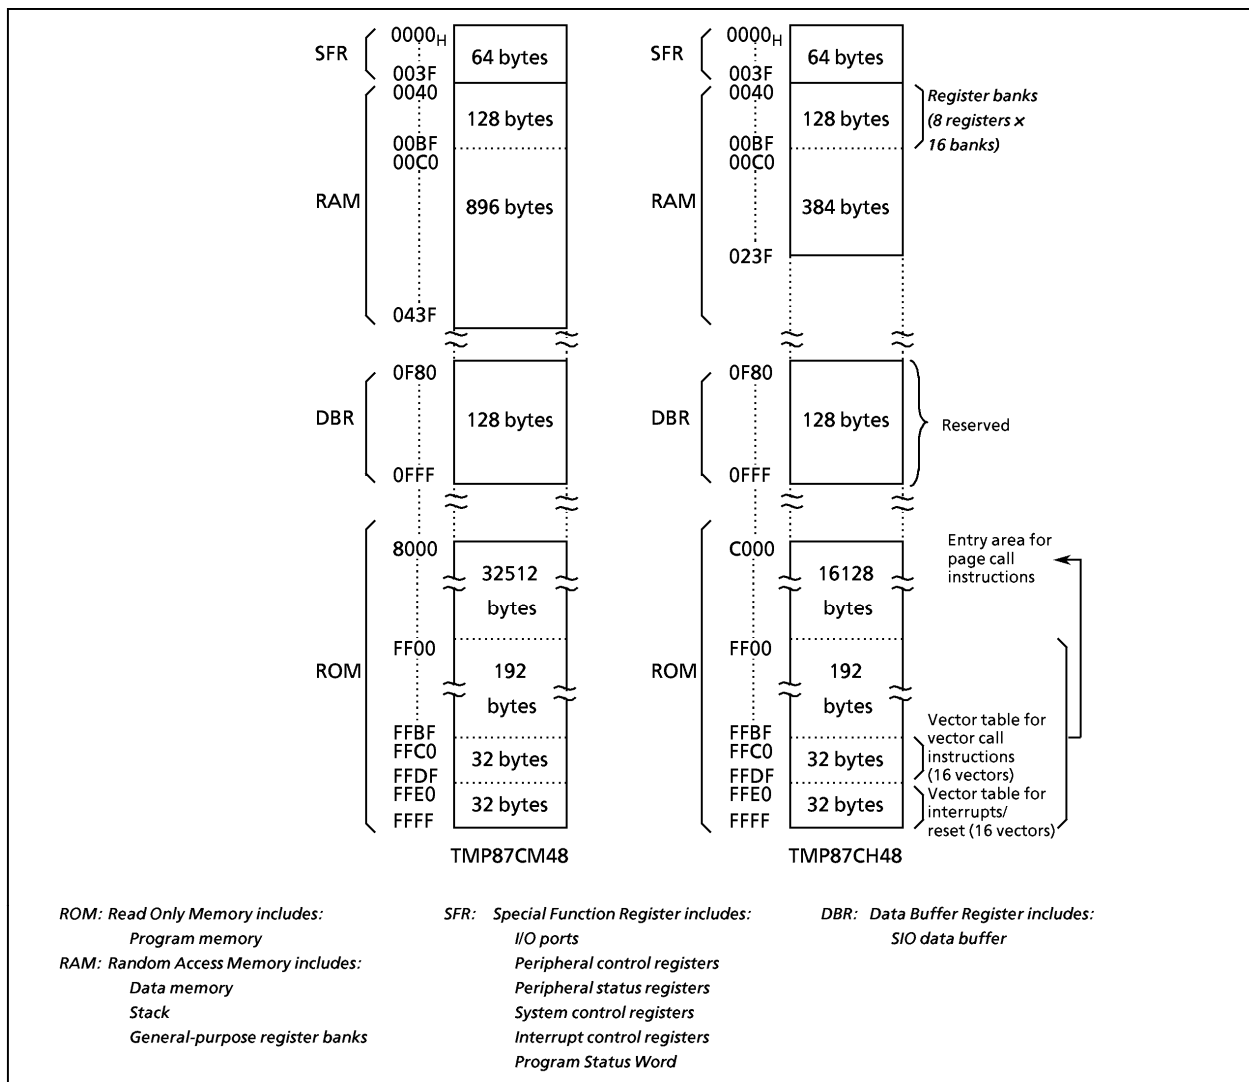 SFR
0000H
003F
64 bytes
RAM
0040
00BF
00C0
043F
128 bytes
896 bytes
DBR
0F80
0FFF
128 bytes
ROM
8000
FF00
FFBF
FFC0
FFDF
FFE0
FFFF
32512
bytes
192
bytes
32 bytes
32 bytes
TMP87CM48
SFR
0000H
003F
64 bytes
RAM
0040
00BF
00C0
023F
128 bytes
384 bytes
Register banks
(8 registers ×
16 banks)
DBR
0F80
0FFF
128 bytes
Reserved
ROM
C000
FF00
FFBF
FFC0
FFDF
FFE0
FFFF
16128
bytes
192
bytes
32 bytes
32 bytes
Entry area for
page call
instructions
Vector table for
vector call
instructions
(16 vectors)
Vector table for
interrupts/
reset (16 vectors)
TMP87CH48
ROM: Read Only Memory includes:
Program memory
RAM: Random Access Memory includes:
Data memory
Stack
General-purpose register banks
SFR: Special Function Register includes:
I/O ports
Peripheral control registers
Peripheral status registers
System control registers
Interrupt control registers
Program Status Word
DBR: Data Buffer Register includes:
SIO data buffer